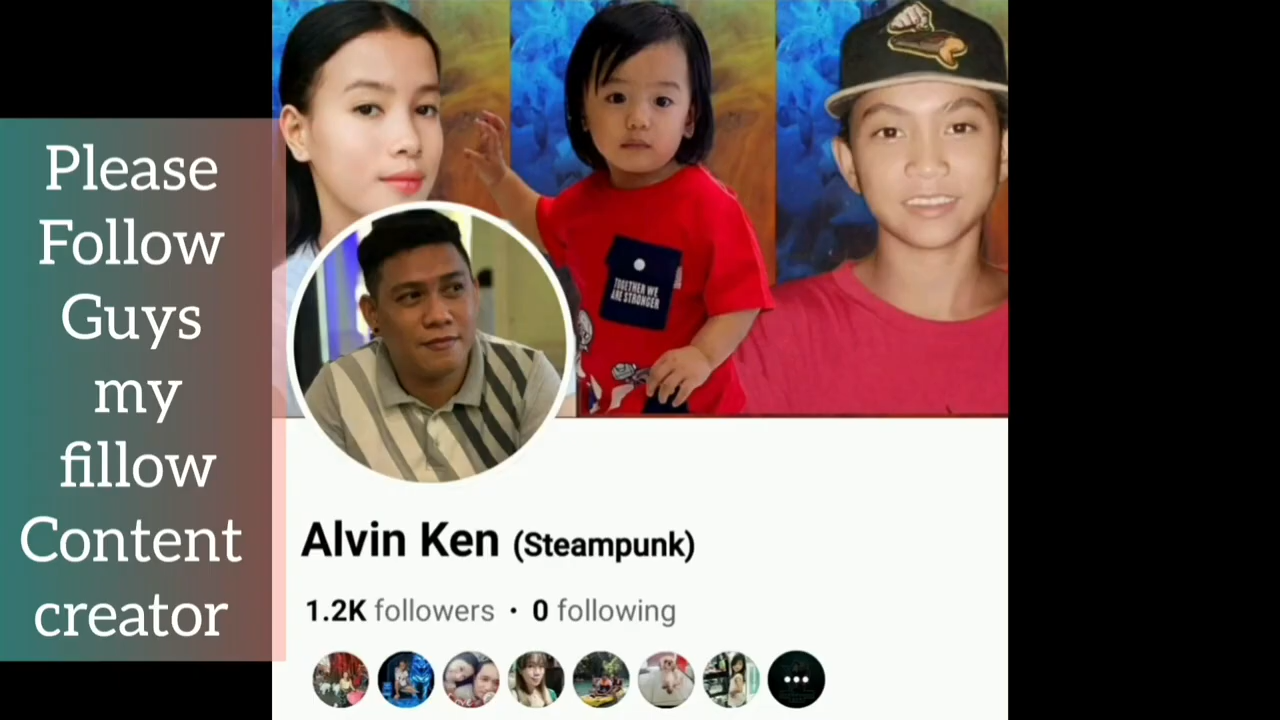 Please
Follow
Guys
my
fillow
Content
creator
TOGETHER WE
ARE STRONGER
Alvin Ken (Steampunk)
1.2K followers • 0 following